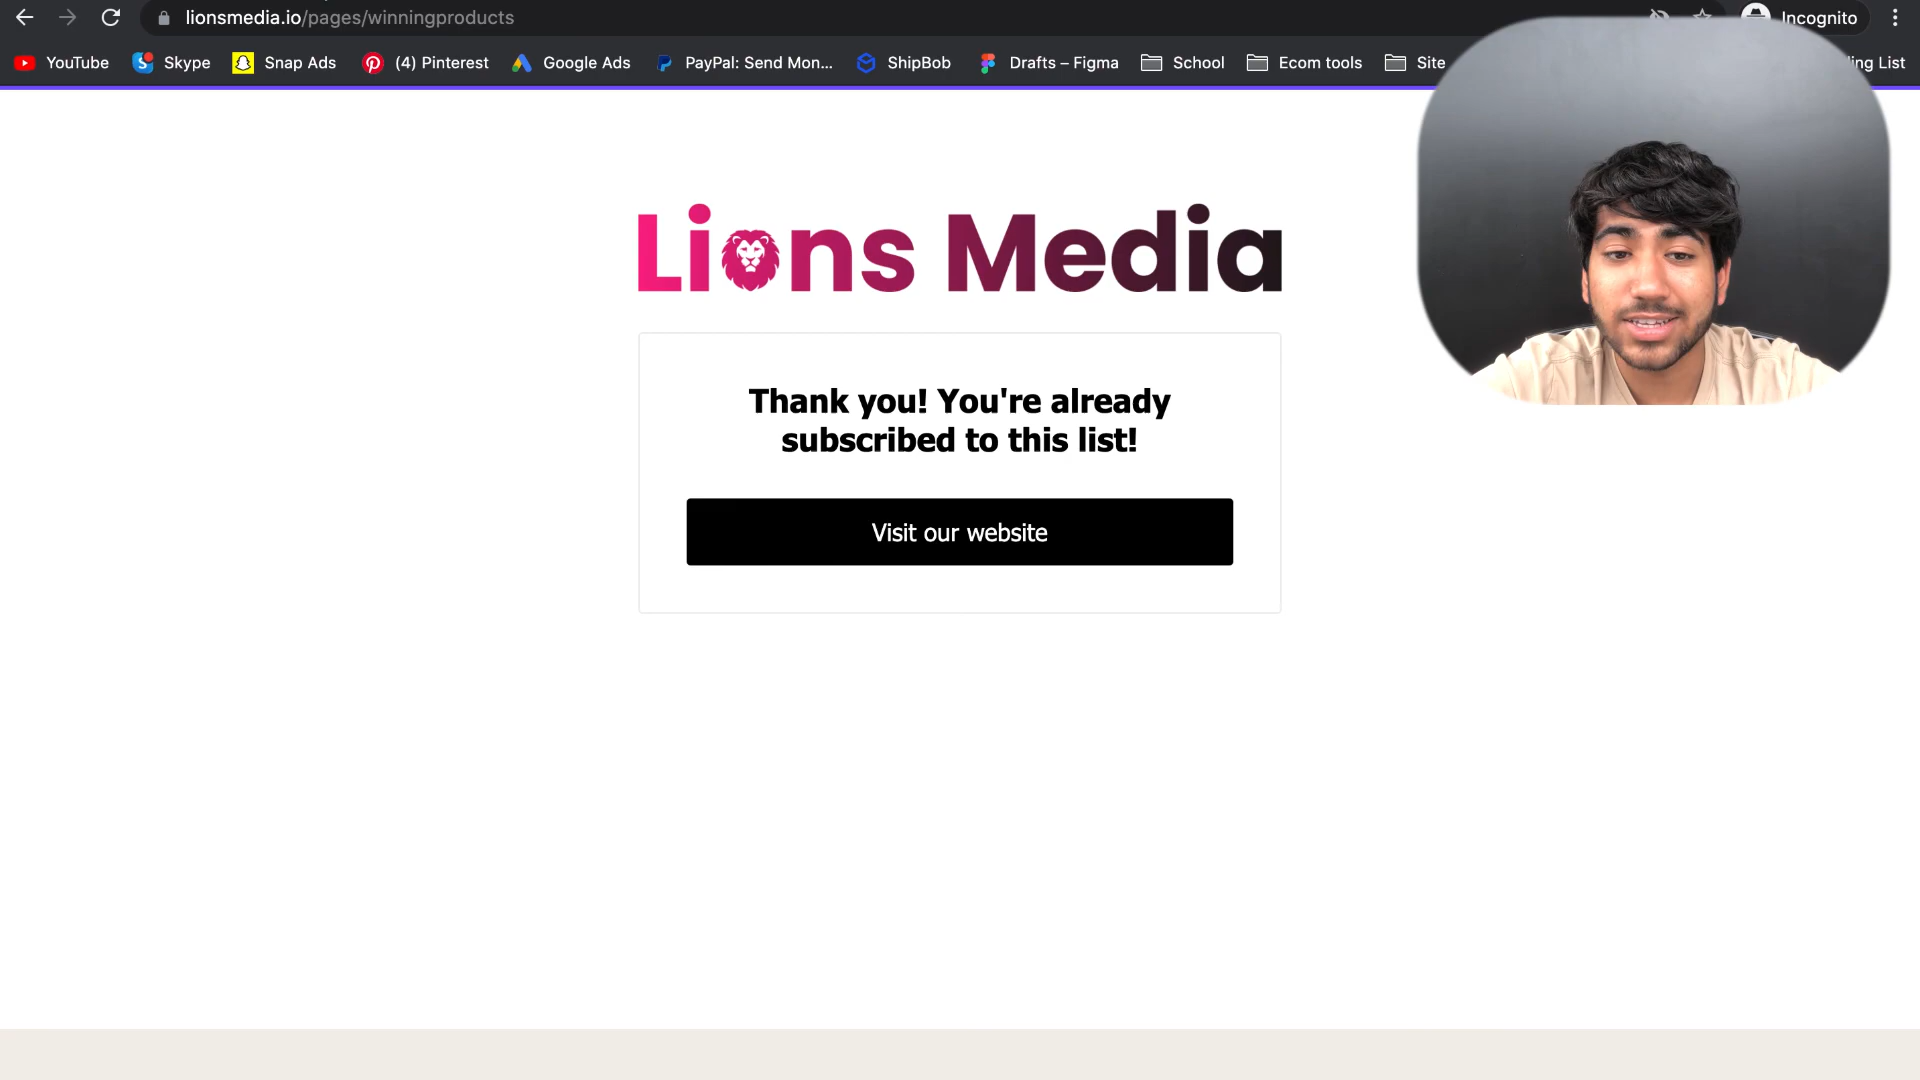 lionsmedia.io/pages/winningproducts
Incognito
YouTube
Skype
Snap Ads
(4) Pinterest
Google Ads
PayPal: Send Mon...
ShipBob
Drafts – Figma
School
Ecom tools
Site
ing List
Lions Media
Thank you! You're already
subscribed to this list!
Visit our website